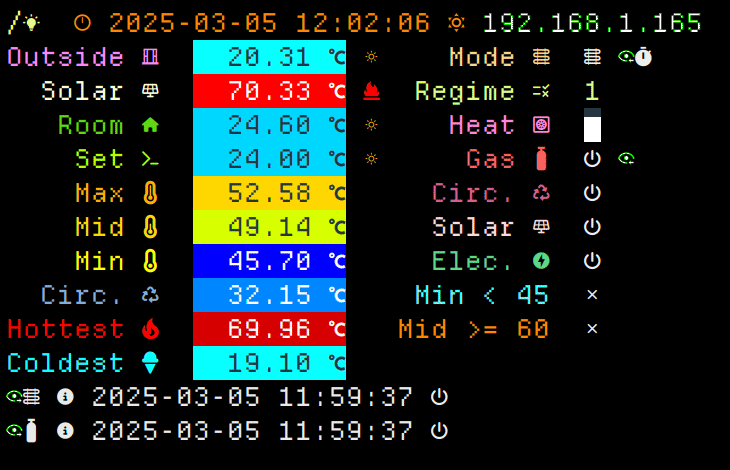 / 2025-03-05 12:02:06 192.168.1.165
Outside 20.31 ℃ Mode
Solar 70.33 ℃ Regime 1
Room 24.60 ℃ Heat
Set 24.00 ℃ Gas
Max 52.58 ℃ Circ.
Mid 49.14 ℃ Solar
Min 45.70 ℃ Elec.
Circ. 32.15 ℃ Min < 45 ×
Hottest 69.96 ℃ Mid >= 60 ×
Coldest 19.10 ℃
2025-03-05 11:59:37
2025-03-05 11:59:37